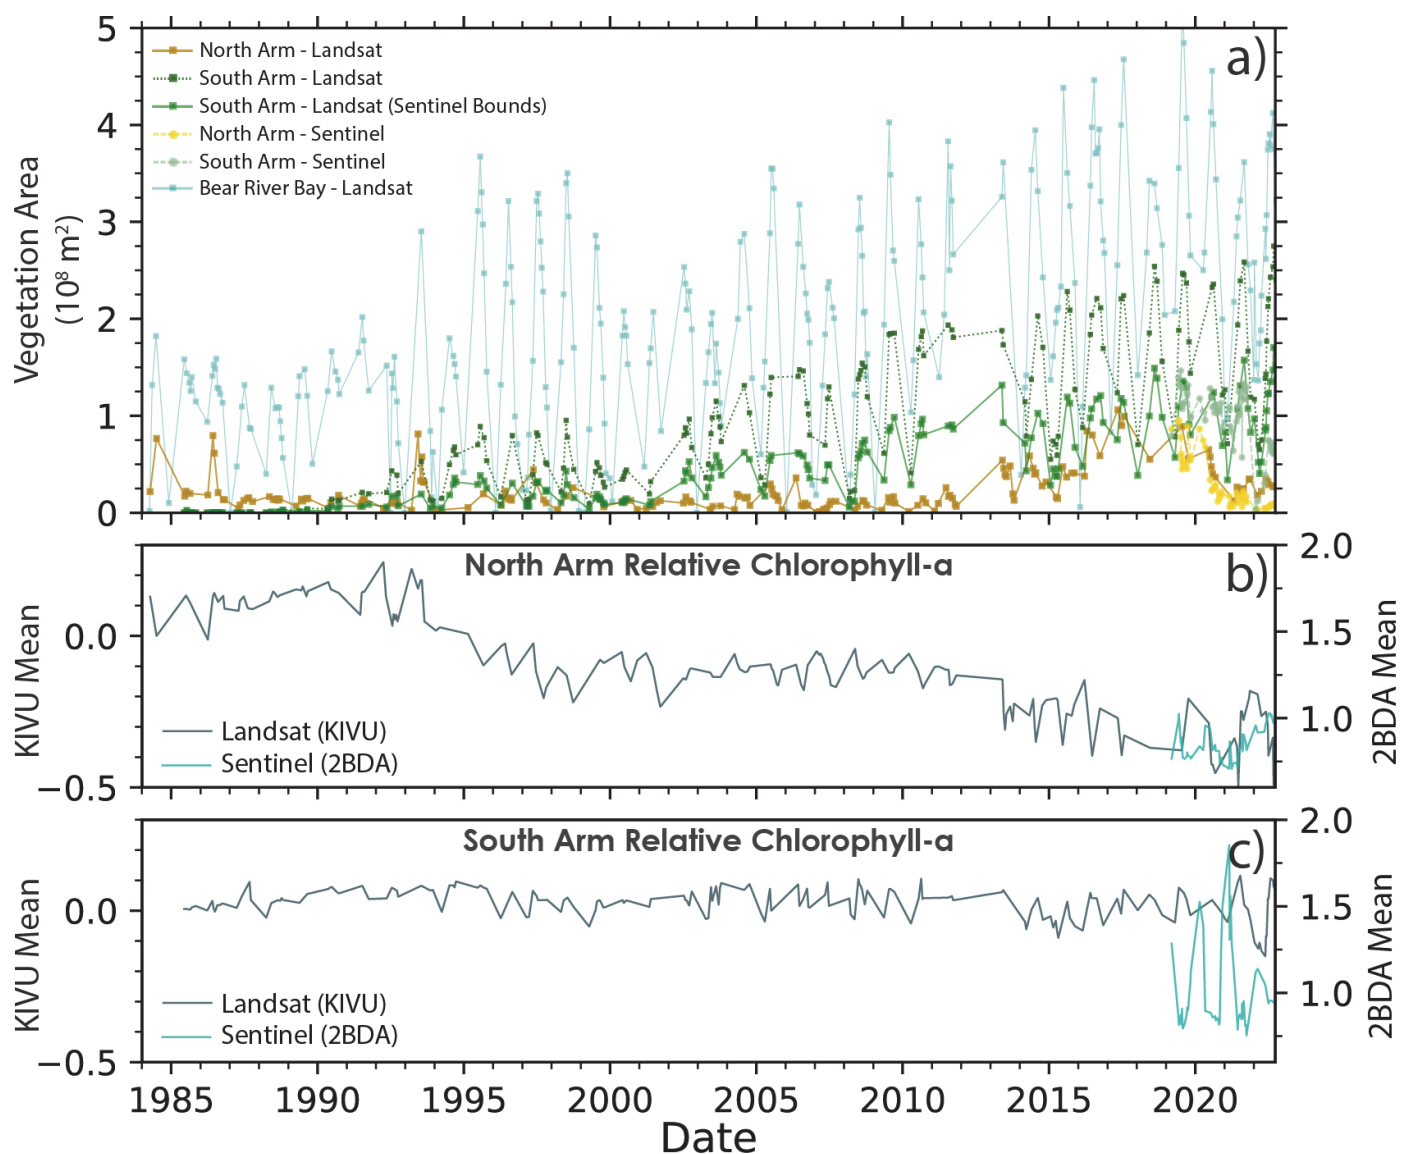 a)
5
4
3
2
1
0
Vegetation Area
(10⁸ m²)
North Arm - Landsat
South Arm - Landsat
South Arm - Landsat (Sentinel Bounds)
North Arm - Sentinel
South Arm - Sentinel
Bear River Bay - Landsat
North Arm Relative Chlorophyll-a
b)
KIVU Mean
0.0
−0.5
2.0
1.5
1.0
2BDA Mean
Landsat (KIVU)
Sentinel (2BDA)
South Arm Relative Chlorophyll-a
c)
KIVU Mean
0.0
−0.5
2.0
1.5
1.0
2BDA Mean
Landsat (KIVU)
Sentinel (2BDA)
1985 1990 1995 2000 2005 2010 2015 2020
Date